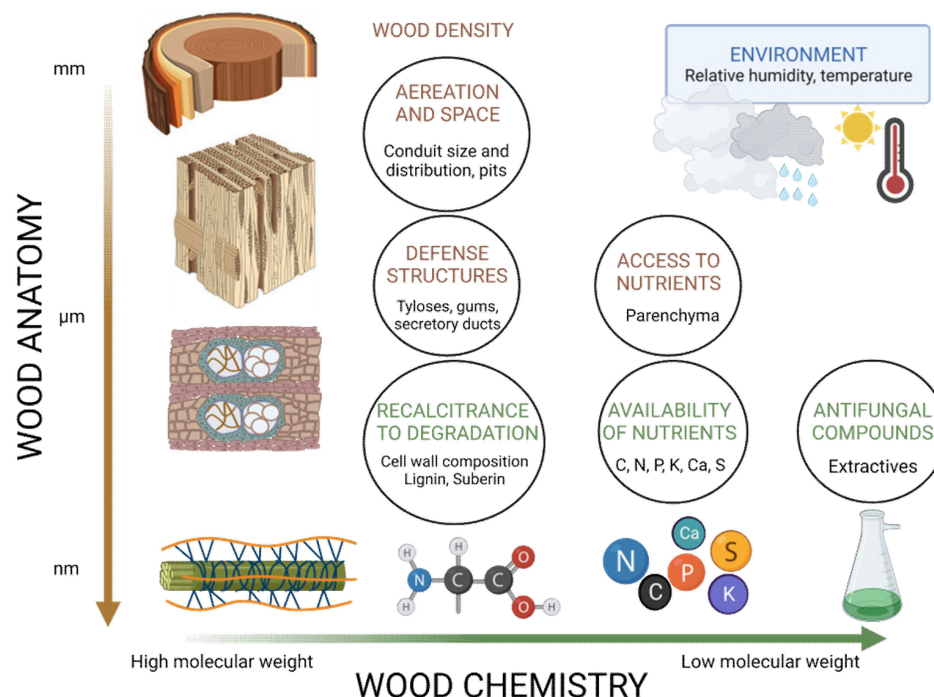 WOOD DENSITY
mm
AEREATION
AND SPACE
Conduit size and
distribution, pits
ENVIRONMENT
Relative humidity, temperature
WOOD ANATOMY
µm
DEFENSE
STRUCTURES
Tyloses, gums,
secretory ducts
ACCESS TO
NUTRIENTS
Parenchyma
RECALCITRANCE
TO DEGRADATION
Cell wall composition
Lignin, Suberin
AVAILABILITY
OF NUTRIENTS
C, N, P, K, Ca, S
ANTIFUNGAL
COMPOUNDS
Extractives
nm
H
H
O
N
C
C
H
O
H
N
Ca
S
C
P
K
High molecular weight
Low molecular weight
WOOD CHEMISTRY